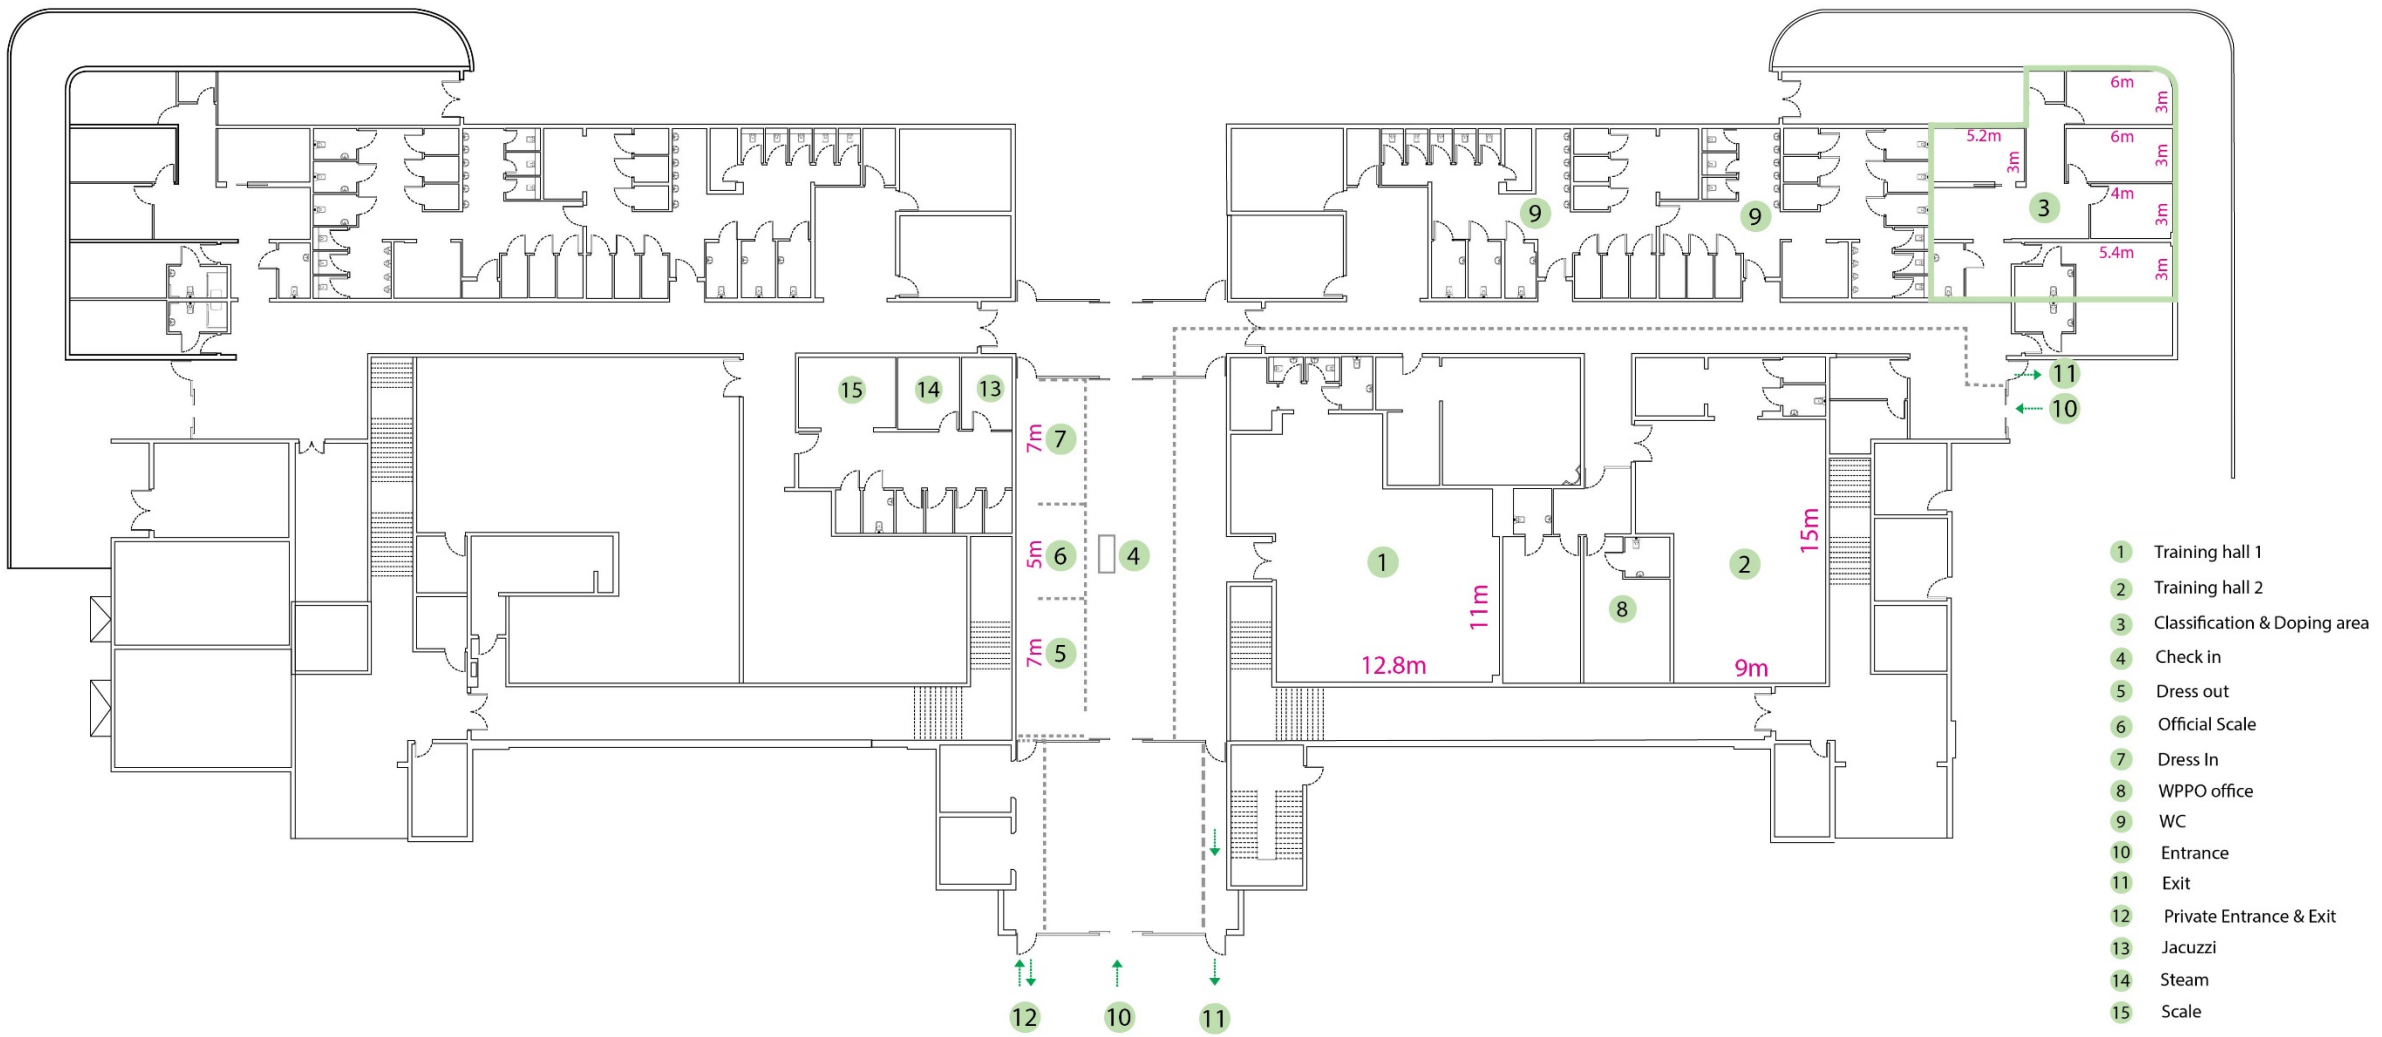 6m
3m
5.2m
3m
6m
3m
4m
3m
3
9
9
5.4m
3m
15
14
13
11
10
7m
7
5m
6
4
7m
5
1
11m
12.8m
8
2
15m
9m
12
10
11
1 Training hall 1
2 Training hall 2
3 Classification & Doping area
4 Check in
5 Dress out
6 Official Scale
7 Dress In
8 WPPO office
9 WC
10 Entrance
11 Exit
12 Private Entrance & Exit
13 Jacuzzi
14 Steam
15 Scale